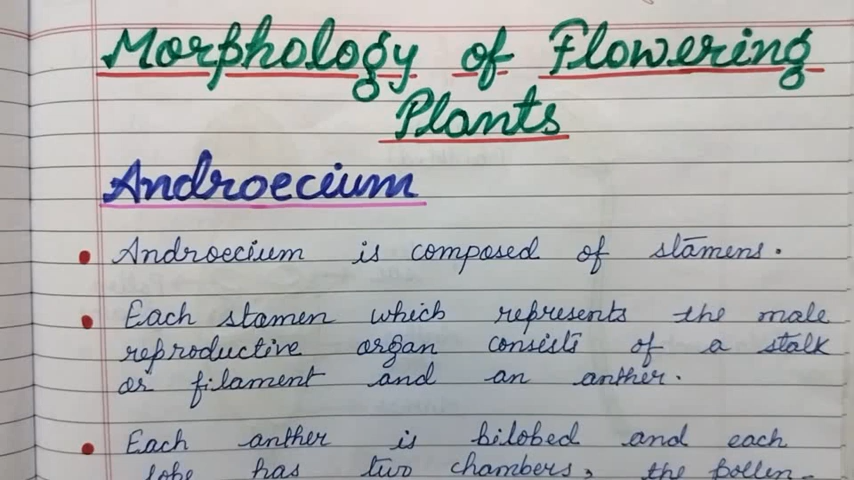 Morphology of Flowering
Plants
Androecium
Androecium is composed of stamens.
Each stamen which represents the male
reproductive organ consists of a stalk
or filament and an anther.
Each anther is bilobed and each
lobe has two chambers, the pollen-